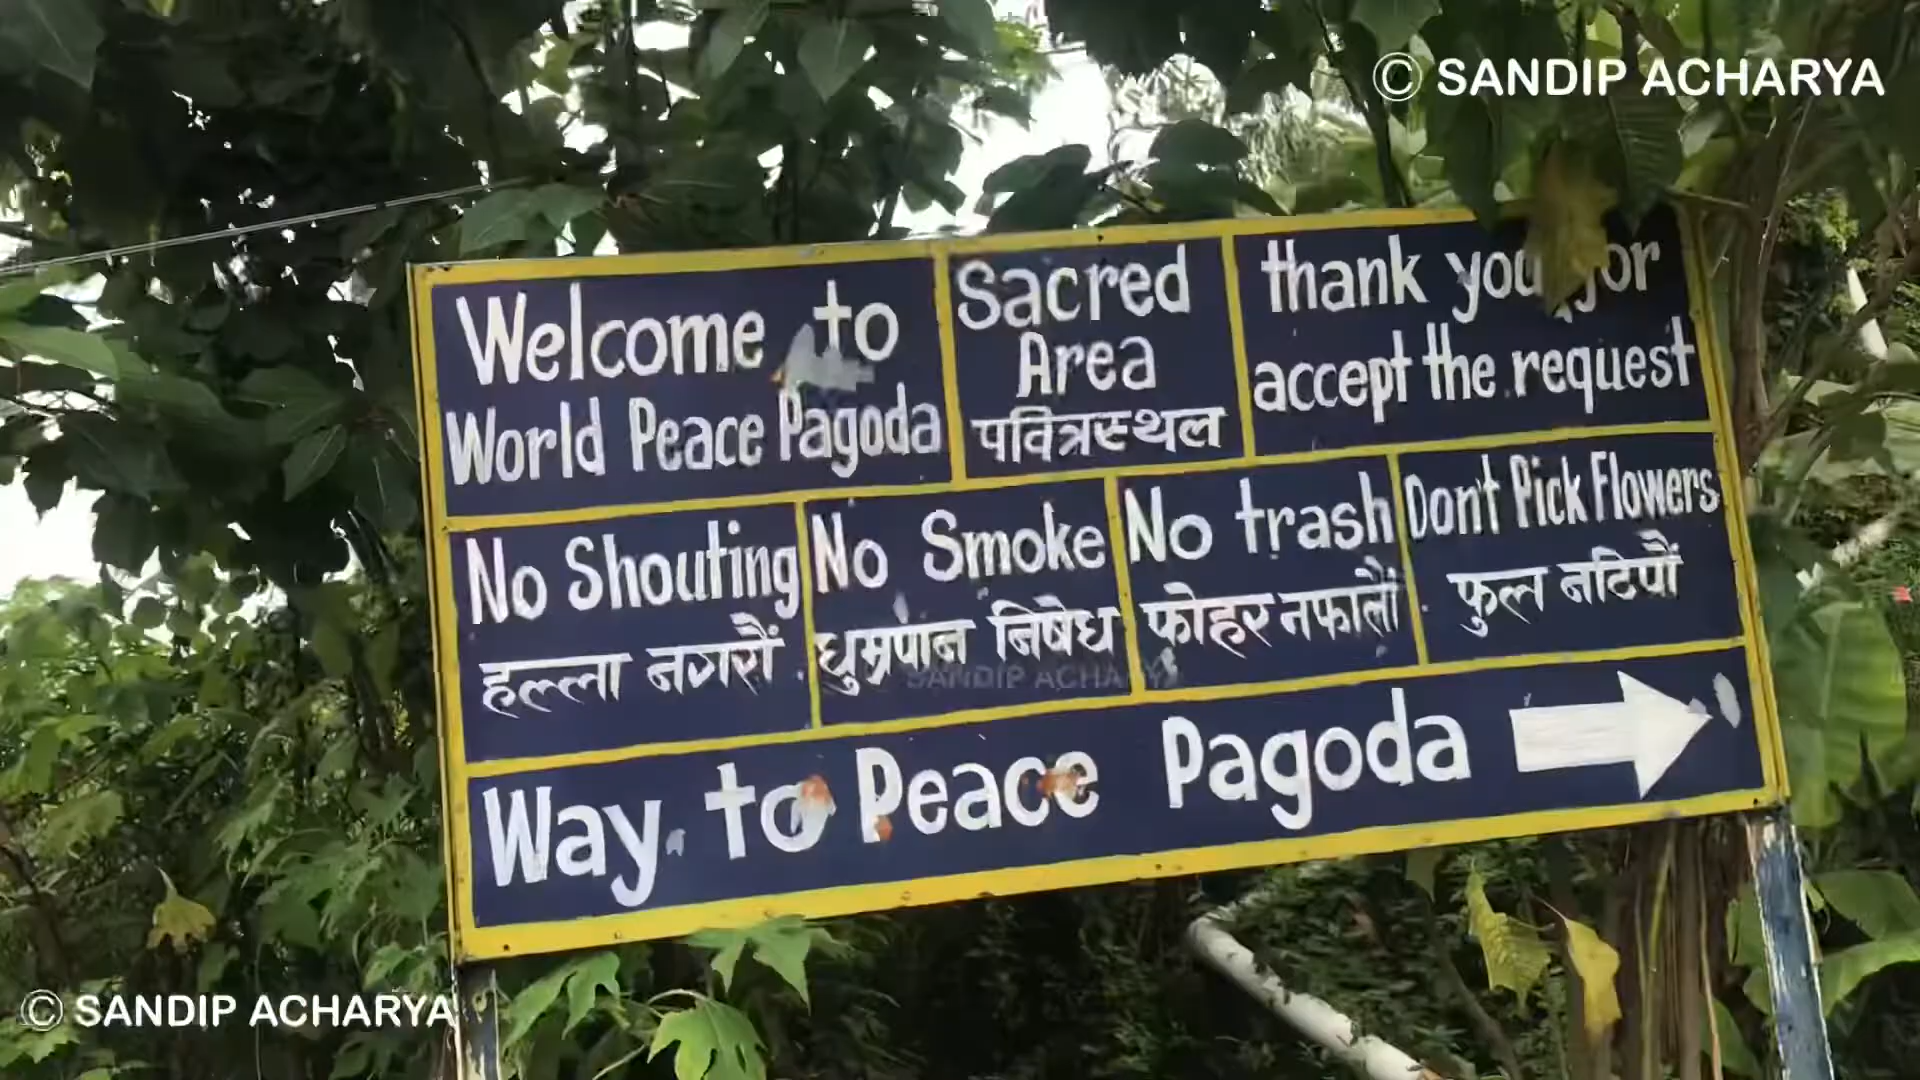 © SANDIP ACHARYA
Welcome to
World Peace Pagoda
Sacred
Area
पवित्रस्थल
thank you for
accept the request
No Shouting
हल्ला नगरौं
No Smoke
धुम्रपान निषेध
No trash
फोहर नफालौं
Don't Pick Flowers
फुल नटिपौं
SANDIP ACHARYA
Way to Peace Pagoda
© SANDIP ACHARYA